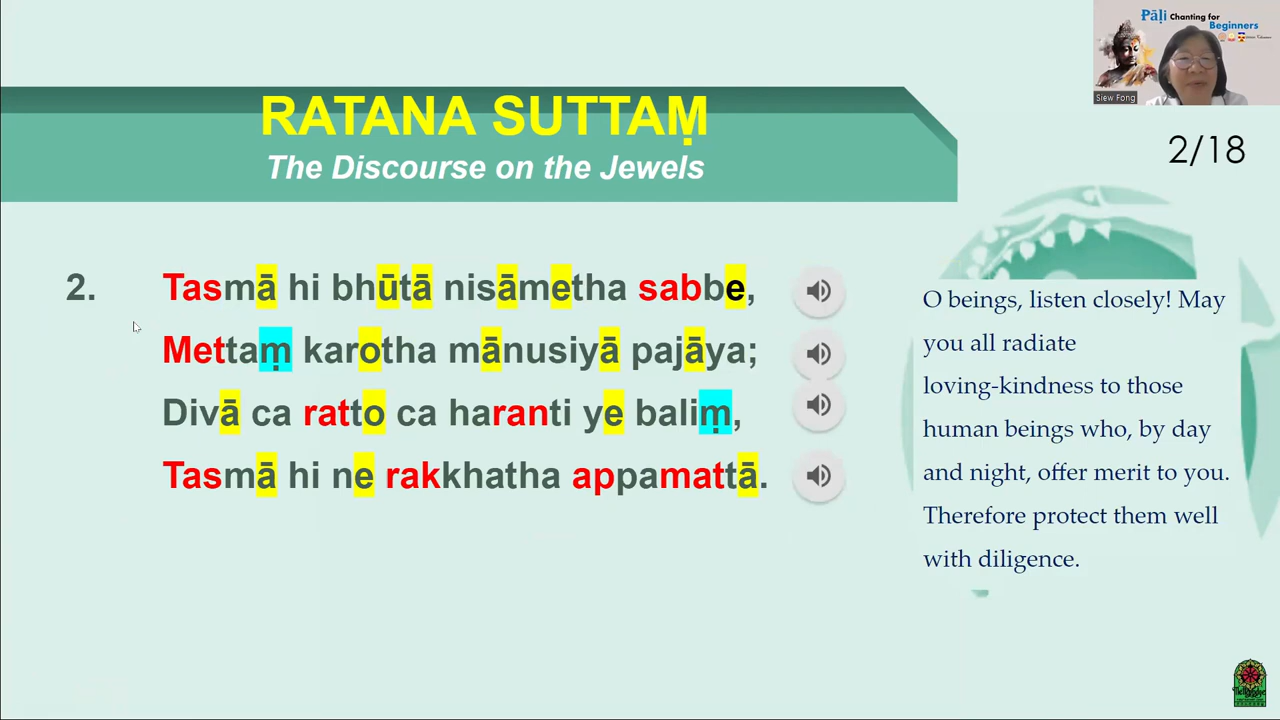 Pāḷi Chanting for
Beginners
Siew Fong
RATANA SUTTAṂ
The Discourse on the Jewels
2/18
2. Tasmā hi bhūtā nisāmetha sabbe,
Mettaṃ karotha mānusiyā pajāya;
Divā ca ratto ca haranti ye baliṃ,
Tasmā hi ne rakkhatha appamattā.
O beings, listen closely! May
you all radiate
loving-kindness to those
human beings who, by day
and night, offer merit to you.
Therefore protect them well
with diligence.